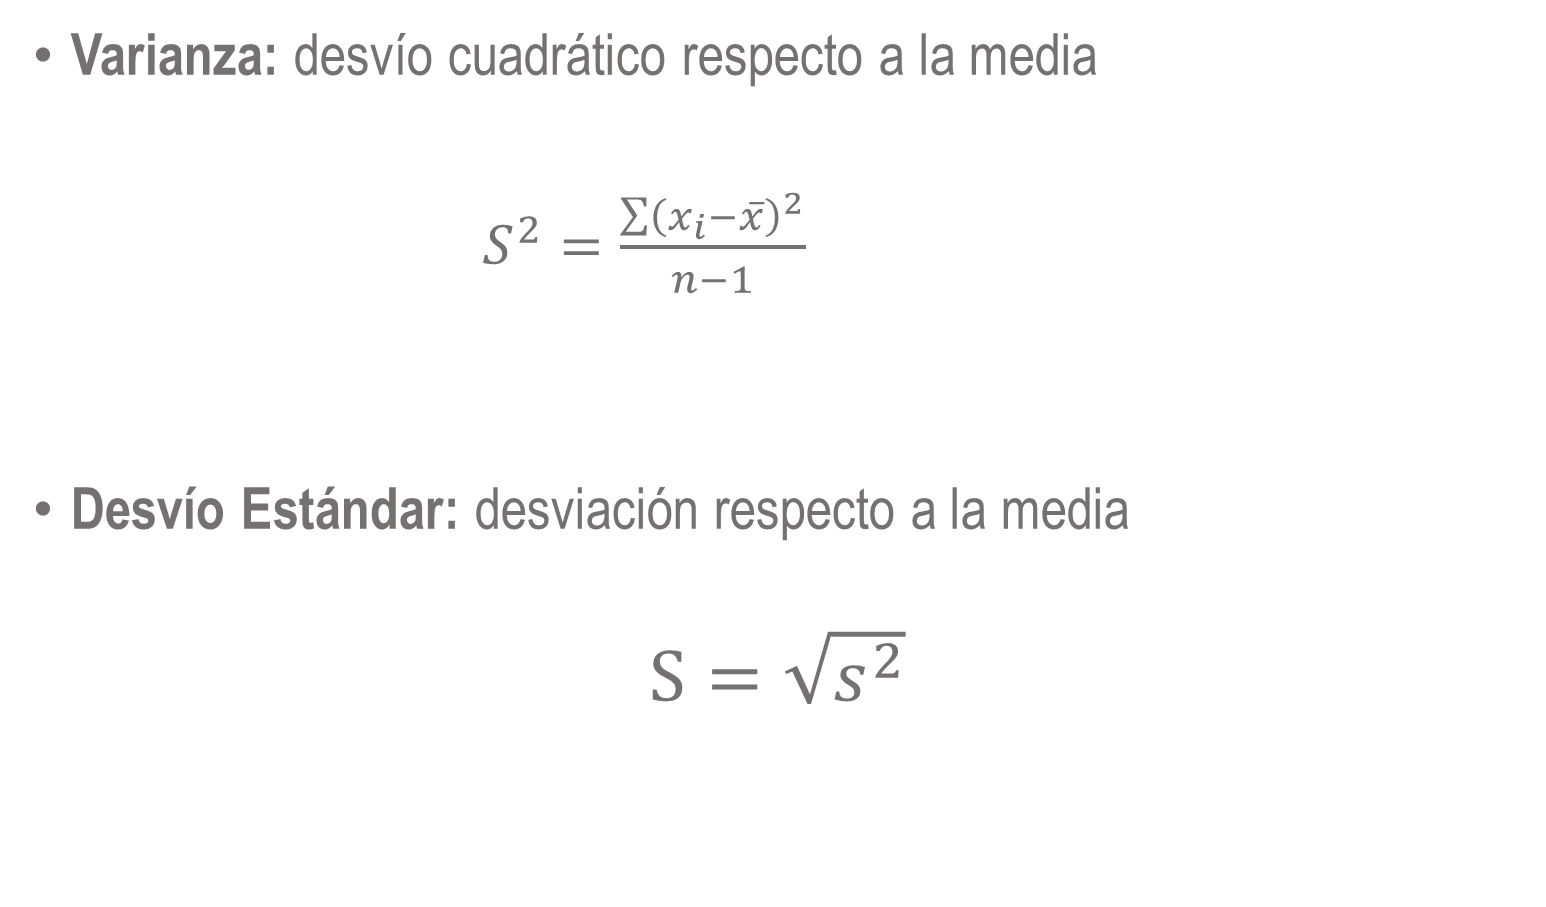 • Varianza: desvío cuadrático respecto a la media
S² = ∑(xᵢ−x̄)² / n−1
• Desvío Estándar: desviación respecto a la media
S = √s²